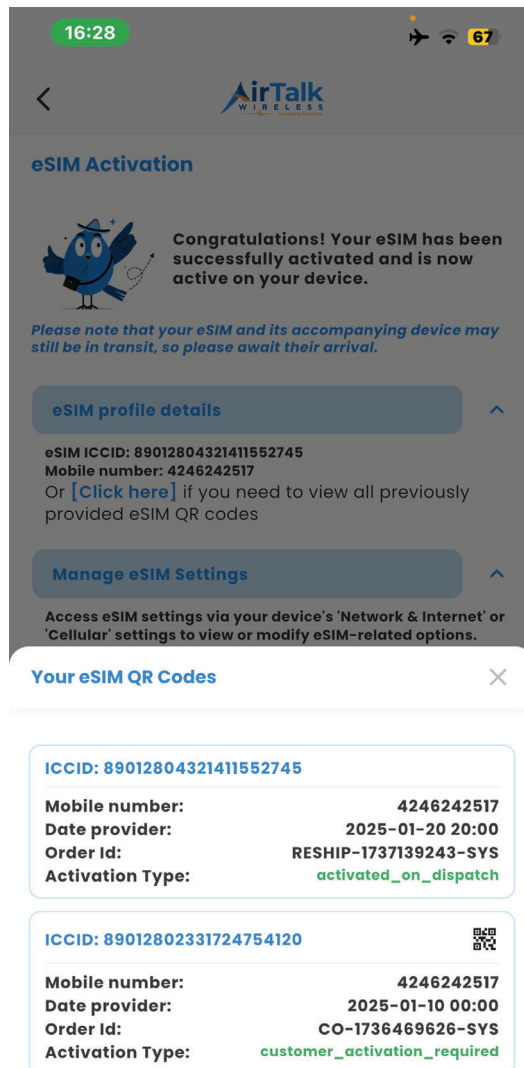 16:28
67
AirTalk
WIRELESS
eSIM Activation
Congratulations! Your eSIM has been
successfully activated and is now
active on your device.
Please note that your eSIM and its accompanying device may
still be in transit, so please await their arrival.
eSIM profile details
eSIM ICCID: 89012804321411552745
Mobile number: 4246242517
Or [Click here] if you need to view all previously
provided eSIM QR codes
Manage eSIM Settings
Access eSIM settings via your device's 'Network & Internet' or
'Cellular' settings to view or modify eSIM-related options.
Your eSIM QR Codes
ICCID: 89012804321411552745
Mobile number: 4246242517
Date provider: 2025-01-20 20:00
Order Id: RESHIP-1737139243-SYS
Activation Type: activated_on_dispatch
ICCID: 89012802331724754120
Mobile number: 4246242517
Date provider: 2025-01-10 00:00
Order Id: CO-1736469626-SYS
Activation Type: customer_activation_required